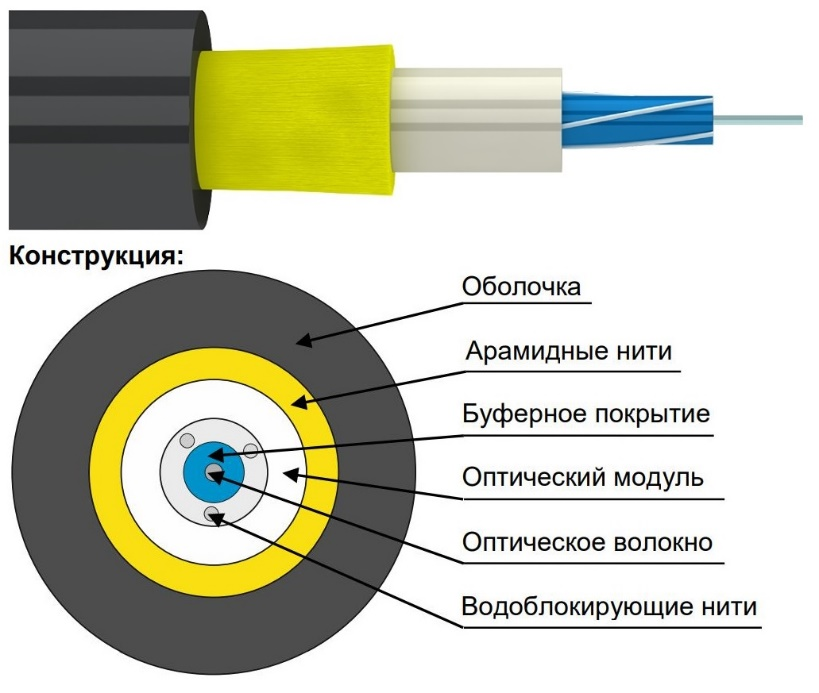 Конструкция:
Оболочка
Арамидные нити
Буферное покрытие
Оптический модуль
Оптическое волокно
Водоблокирующие нити